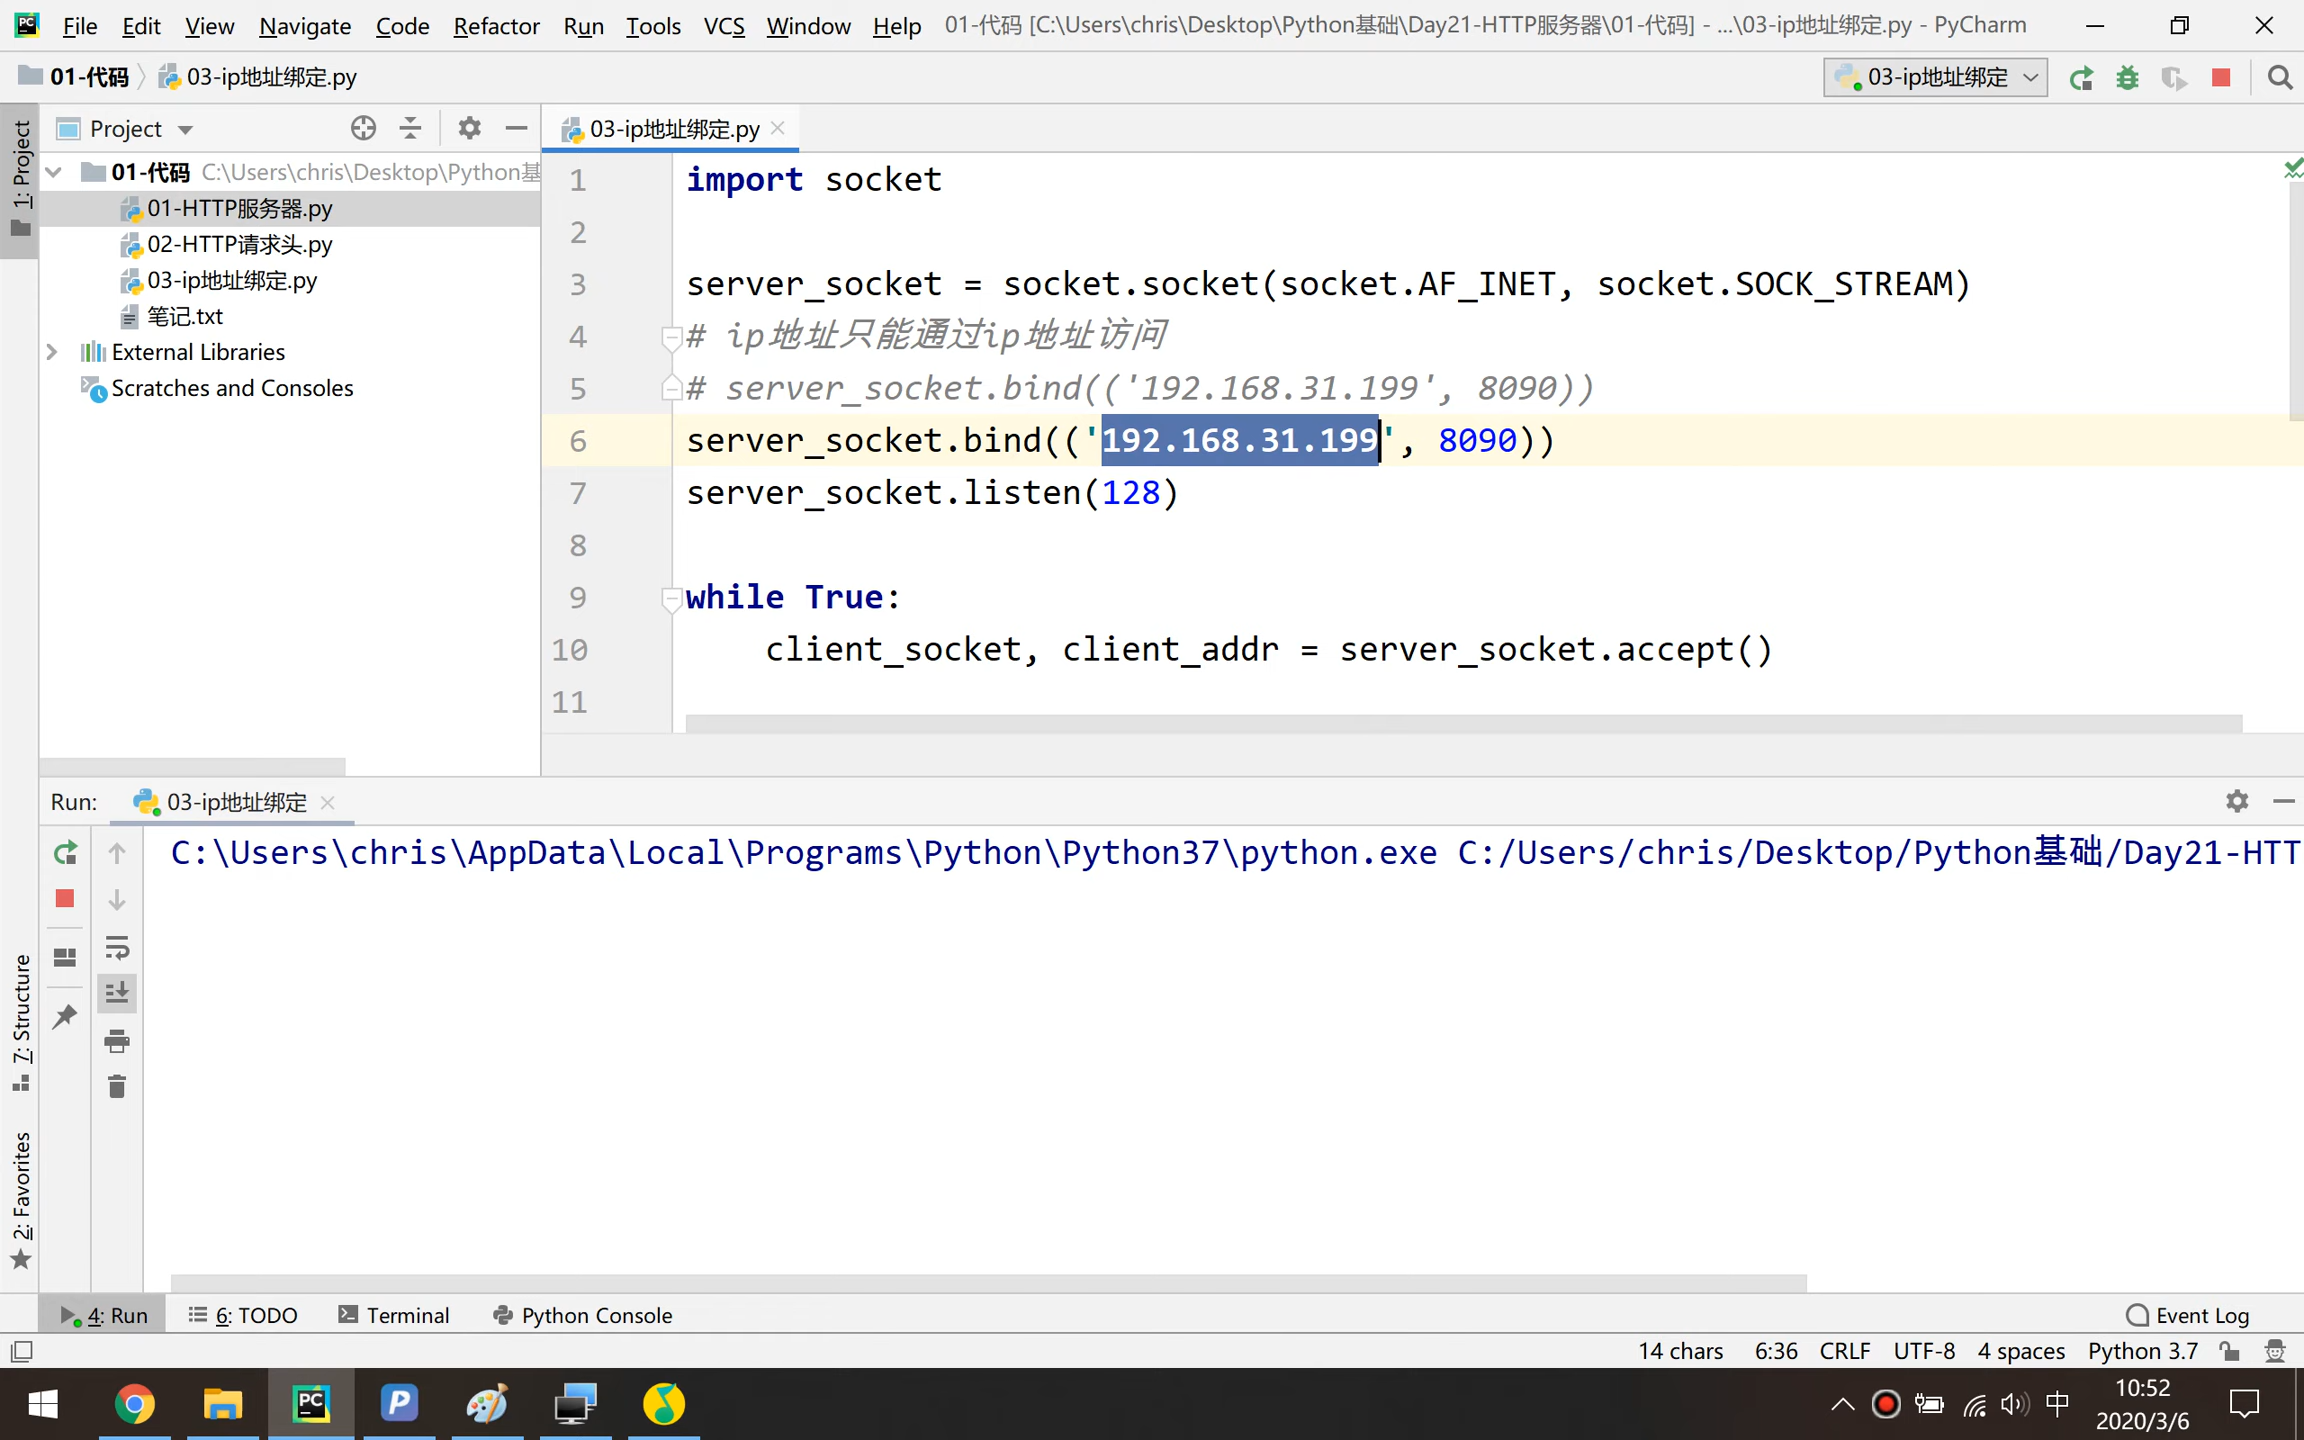 File Edit View Navigate Code Refactor Run Tools VCS Window Help 01-代码 [C:\Users\chris\Desktop\Python基础\Day21-HTTP服务器\01-代码] - ...\03-ip地址绑定.py - PyCharm
01-代码 03-ip地址绑定.py 03-ip地址绑定
1: Project
Project
03-ip地址绑定.py
01-代码 C:\Users\chris\Desktop\Python基
01-HTTP服务器.py
02-HTTP请求头.py
03-ip地址绑定.py
笔记.txt
External Libraries
Scratches and Consoles
1 import socket
2
3 server_socket = socket.socket(socket.AF_INET, socket.SOCK_STREAM)
4 # ip地址只能通过ip地址访问
5 # server_socket.bind(('192.168.31.199', 8090))
6 server_socket.bind(('192.168.31.199', 8090))
7 server_socket.listen(128)
8
9 while True:
10 client_socket, client_addr = server_socket.accept()
11
Run: 03-ip地址绑定
C:\Users\chris\AppData\Local\Programs\Python\Python37\python.exe C:/Users/chris/Desktop/Python基础/Day21-HTT
7: Structure
2: Favorites
4: Run 6: TODO Terminal Python Console Event Log
14 chars 6:36 CRLF UTF-8 4 spaces Python 3.7
中 10:52
2020/3/6